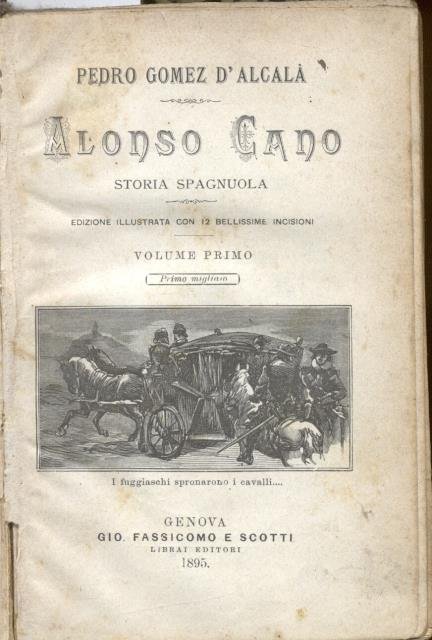 PEDRO GOMEZ D'ALCALÀ
ALONSO CANO
STORIA SPAGNUOLA
EDIZIONE ILLUSTRATA CON 12 BELLISSIME INCISIONI
VOLUME PRIMO
Primo migliaio
I fuggiaschi spronarono i cavalli....
GENOVA
GIO. FASSICOMO E SCOTTI
LIBRAI EDITORI
1895.